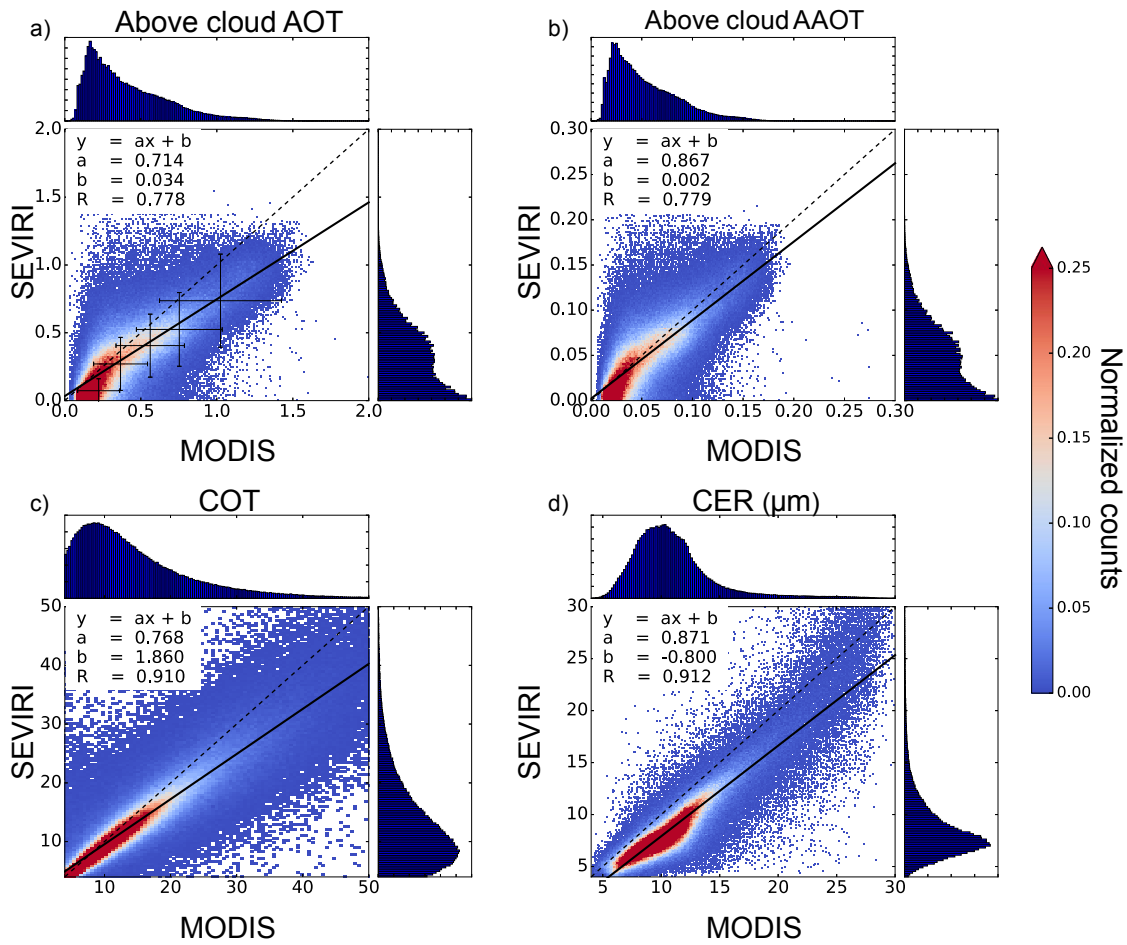 a) Above cloud AOT
y = ax + b
a = 0.714
b = 0.034
R = 0.778
2.0
1.5
1.0
0.5
0.0
SEVIRI
0.0 0.5 1.0 1.5 2.0
MODIS
b) Above cloud AAOT
y = ax + b
a = 0.867
b = 0.002
R = 0.779
0.30
0.25
0.20
0.15
0.10
0.05
0.00
SEVIRI
0.00 0.05 0.10 0.15 0.20 0.25 0.30
MODIS
c) COT
y = ax + b
a = 0.768
b = 1.860
R = 0.910
50
40
30
20
10
SEVIRI
10 20 30 40 50
MODIS
d) CER (μm)
y = ax + b
a = 0.871
b = -0.800
R = 0.912
30
25
20
15
10
5
SEVIRI
5 10 15 20 25 30
MODIS
0.25
0.20
0.15
0.10
0.05
0.00
Normalized counts